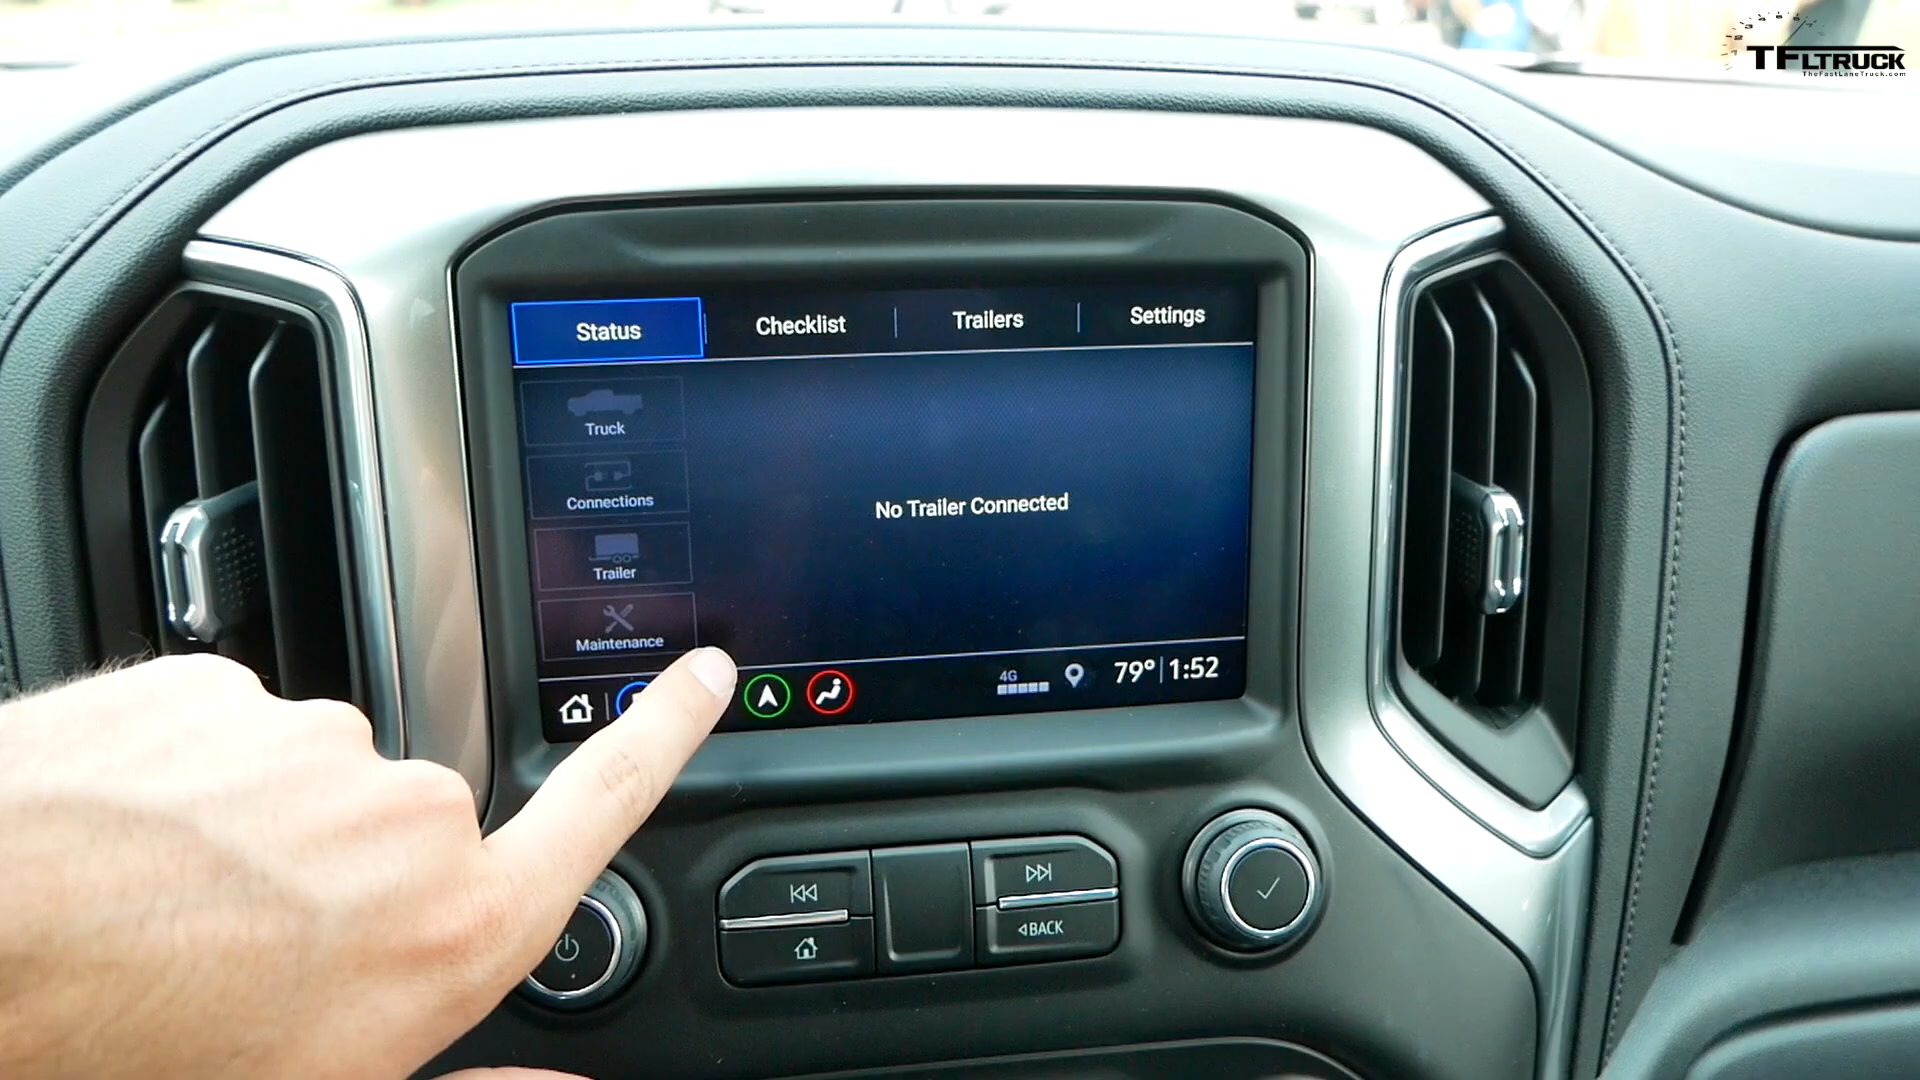 TFLTRUCK
TheFastLaneTruck.com
Status
Checklist
Trailers
Settings
Truck
Connections
Trailer
Maintenance
No Trailer Connected
4G
79° 1:52
BACK